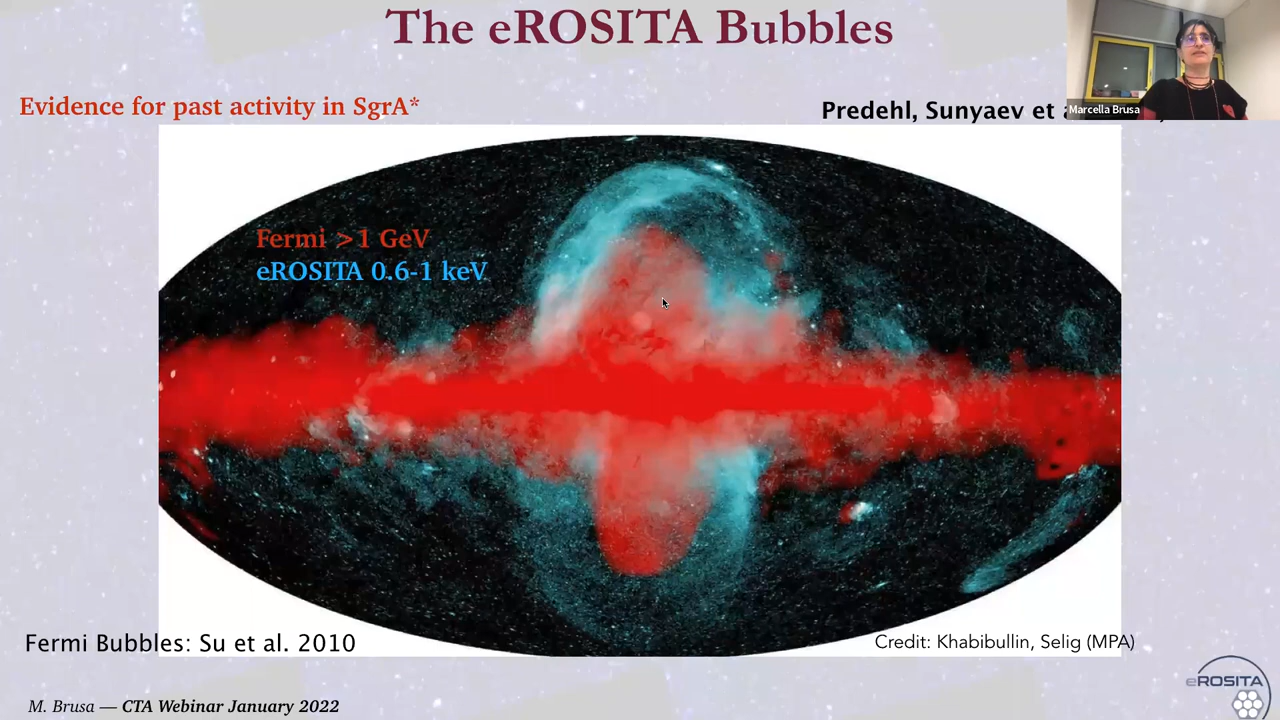 The eROSITA Bubbles
Evidence for past activity in SgrA*
Predehl, Sunyaev et
Marcella Brusa
Fermi >1 GeV
eROSITA 0.6-1 keV
Fermi Bubbles: Su et al. 2010
Credit: Khabibullin, Selig (MPA)
eROSITA
M. Brusa — CTA Webinar January 2022